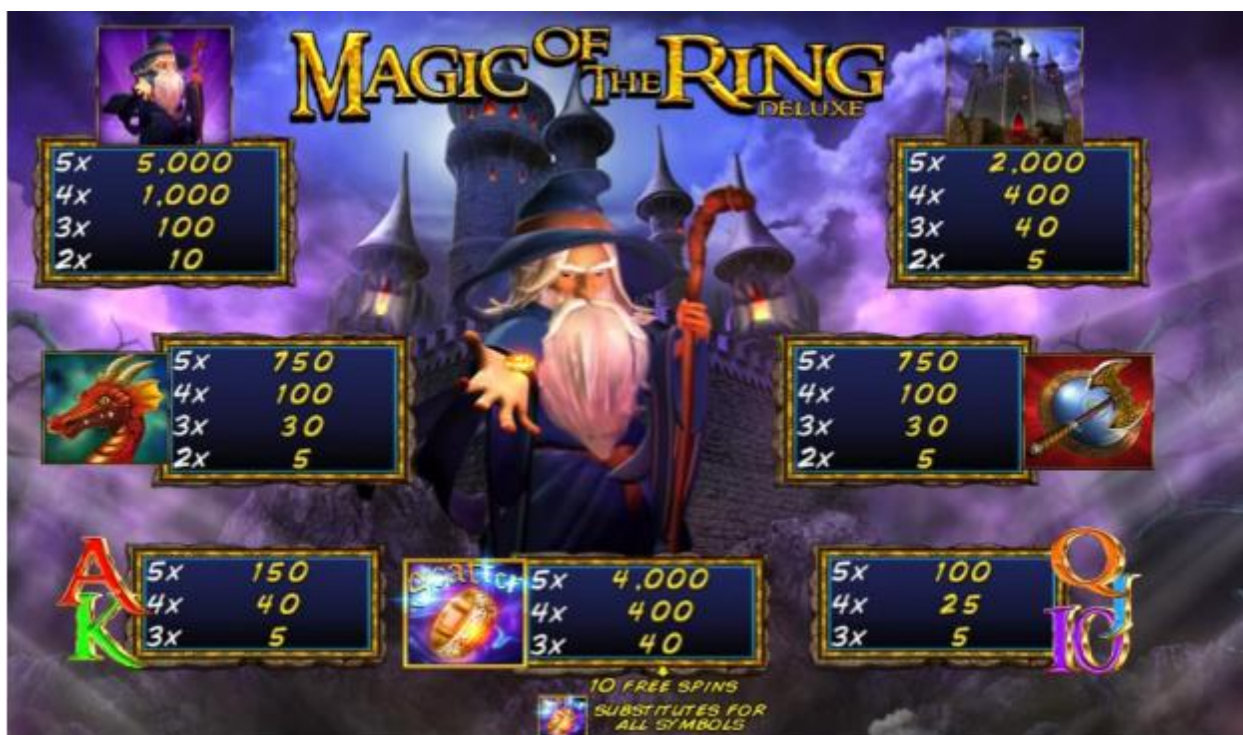 MAGIC OF THE RING
DELUXE
5x 5,000
4x 1,000
3x 100
2x 10
5x 2,000
4x 400
3x 40
2x 5
5x 750
4x 100
3x 30
2x 5
5x 750
4x 100
3x 30
2x 5
A
K
5x 150
4x 40
3x 5
Scatter
5x 4,000
4x 400
3x 40
10 FREE SPINS
SUBSTITUTES FOR
ALL SYMBOLS
5x 100
4x 25
3x 5
Q
J
10